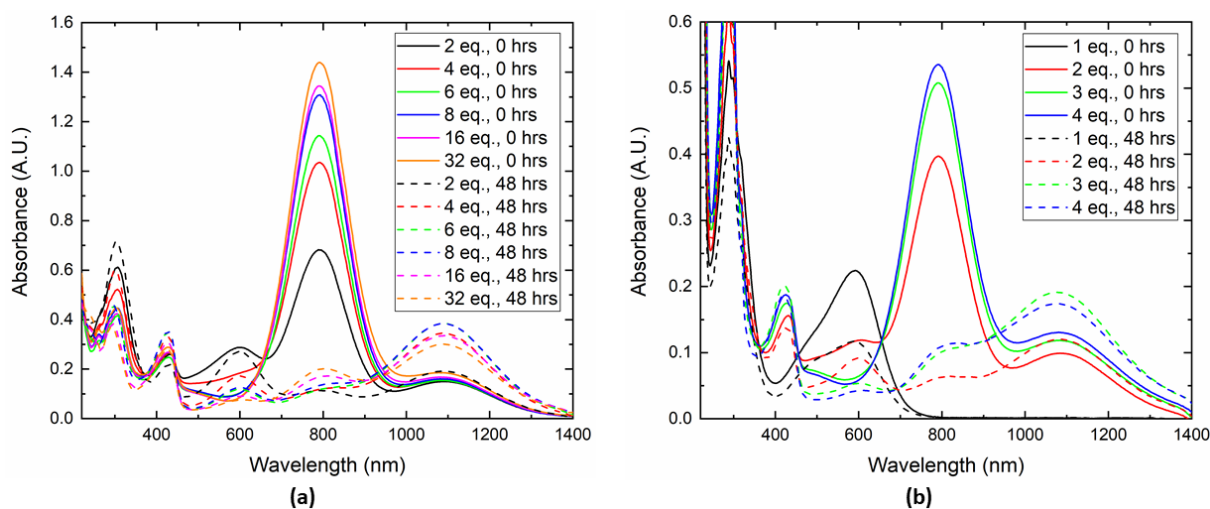 1.6
1.4
1.2
1.0
0.8
0.6
0.4
0.2
0.0
Absorbance (A.U.)
2 eq., 0 hrs
4 eq., 0 hrs
6 eq., 0 hrs
8 eq., 0 hrs
16 eq., 0 hrs
32 eq., 0 hrs
2 eq., 48 hrs
4 eq., 48 hrs
6 eq., 48 hrs
8 eq., 48 hrs
16 eq., 48 hrs
32 eq., 48 hrs
400 600 800 1000 1200 1400
Wavelength (nm)
(a)
0.6
0.5
0.4
0.3
0.2
0.1
0.0
Absorbance (A.U.)
1 eq., 0 hrs
2 eq., 0 hrs
3 eq., 0 hrs
4 eq., 0 hrs
1 eq., 48 hrs
2 eq., 48 hrs
3 eq., 48 hrs
4 eq., 48 hrs
400 600 800 1000 1200 1400
Wavelength (nm)
(b)